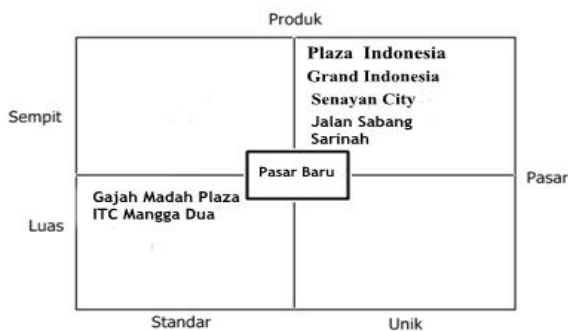 Produk
Plaza Indonesia
Grand Indonesia
Senayan City
Jalan Sabang
Sarinah
Sempit
Pasar Baru
Pasar
Gajah Madah Plaza
ITC Mangga Dua
Luas
Standar
Unik